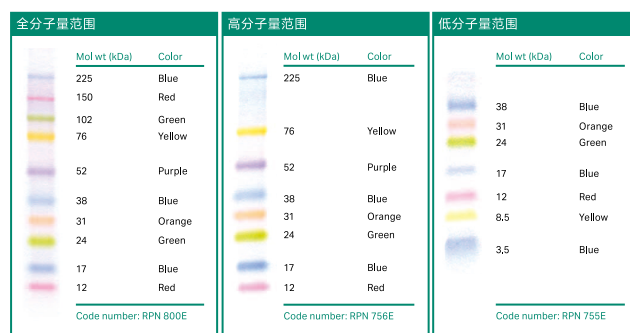 全分子量范围
Mol wt (kDa) Color
225 Blue
150 Red
102 Green
76 Yellow
52 Purple
38 Blue
31 Orange
24 Green
17 Blue
12 Red
Code number: RPN 800E
高分子量范围
Mol wt (kDa) Color
225 Blue
76 Yellow
52 Purple
38 Blue
31 Orange
24 Green
17 Blue
12 Red
Code number: RPN 756E
低分子量范围
Mol wt (kDa) Color
38 Blue
31 Orange
24 Green
17 Blue
12 Red
8.5 Yellow
3.5 Blue
Code number: RPN 755E